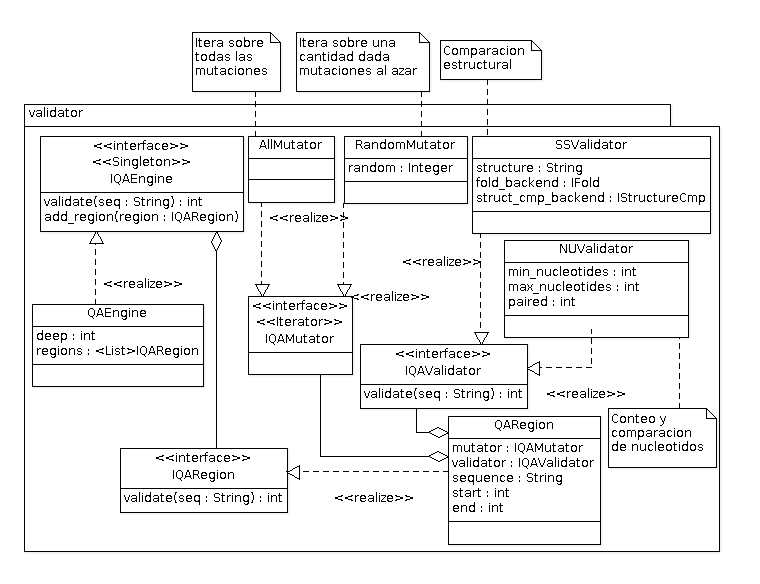 Itera sobre
todas las
mutaciones
Itera sobre una
cantidad dada
mutaciones al azar
Comparacion
estructural
validator
<<interface>>
<<Singleton>>
IQAEngine
validate(seq : String) : int
add_region(region : IQARegion)
AllMutator
RandomMutator
random : Integer
SSValidator
structure : String
fold_backend : IFold
struct_cmp_backend : IStructureCmp
<<realize>>
<<realize>>
NUValidator
min_nucleotides : int
max_nucleotides : int
paired : int
<<realize>>
<<realize>>
QAEngine
deep : int
regions : <List>IQARegion
<<interface>>
<<Iterator>>
IQAMutator
<<interface>>
IQAValidator
validate(seq : String) : int
<<realize>>
Conteo y
comparacion
de nucleotidos
QARegion
mutator : IQAMutator
validator : IQAValidator
sequence : String
start : int
end : int
<<interface>>
IQARegion
validate(seq : String) : int
<<realize>>